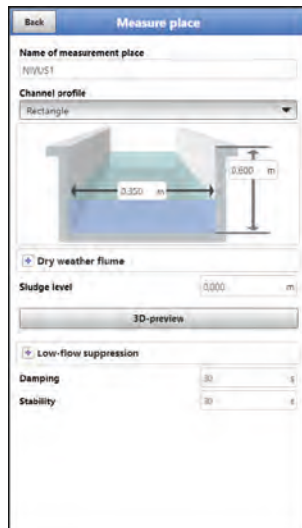 Back Measure place
Name of measurement place
NIVUS1
Channel profile
Rectangle
0.600 m
0.350 m
+ Dry weather flume
Sludge level 0.000 m
3D-preview
+ Low-flow suppression
Damping 30 s
Stability 30 s